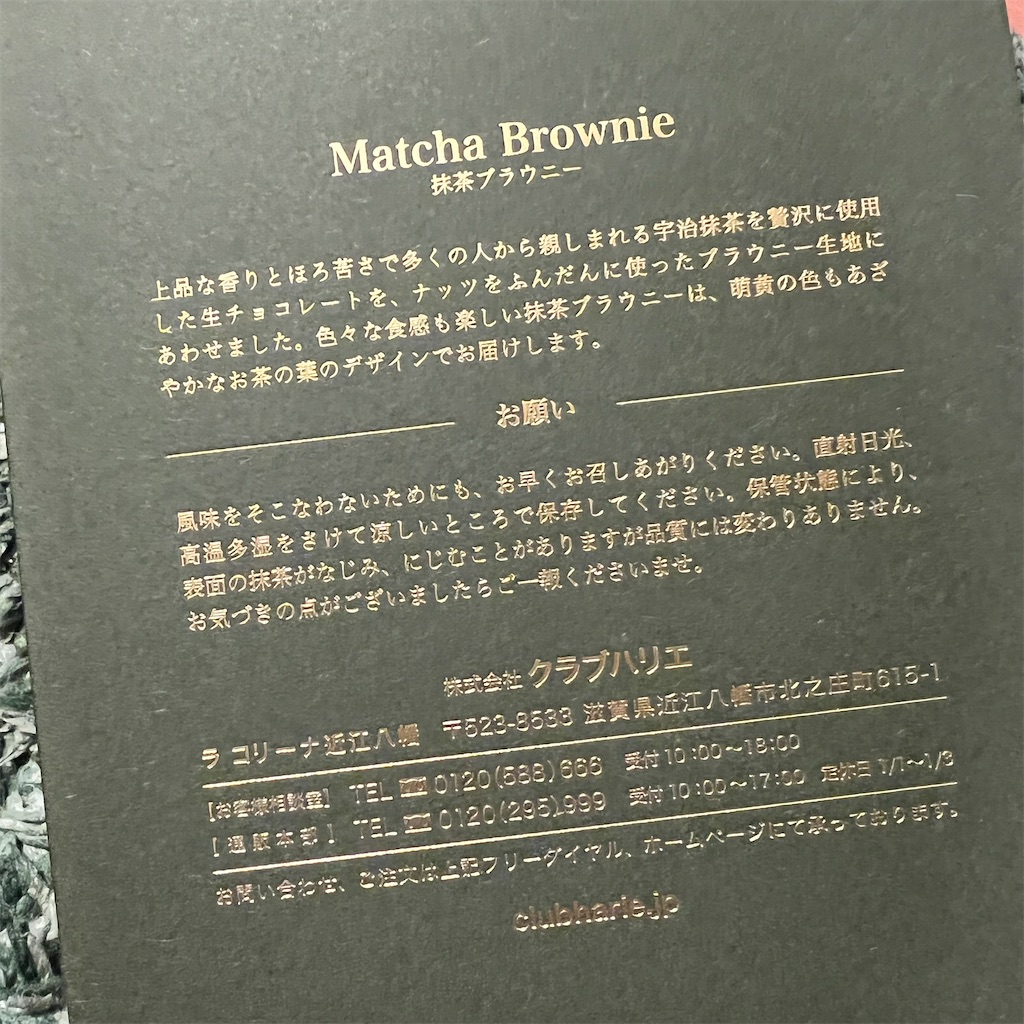 Matcha Brownie
抹茶ブラウニー
上品な香りとほろ苦さで多くの人から親しまれる宇治抹茶を贅沢に使用
した生チョコレートを、ナッツをふんだんに使ったブラウニー生地に
あわせました。色々な食感も楽しい抹茶ブラウニーは、萌黄の色もあざ
やかなお茶の葉のデザインでお届けします。
お願い
風味をそこなわないためにも、お早くお召しあがりください。直射日光、
高温多湿をさけて涼しいところで保存してください。保管状態により、
表面の抹茶がなじみ、にじむことがありますが品質には変わりありません。
お気づきの点がございましたらご一報くださいませ。
株式会社 クラブハリエ
ラ コリーナ近江八幡 〒523-8533 滋賀県近江八幡市北之庄町615-1
[お客様相談室] TEL 0120(588)666 受付10:00〜18:00
[通販本部] TEL 0120(295)999 受付10:00〜17:00 定休日 1/1〜1/3
お問い合わせ、ご注文は上記フリーダイヤル、ホームページにて承っております。
clubharie.jp